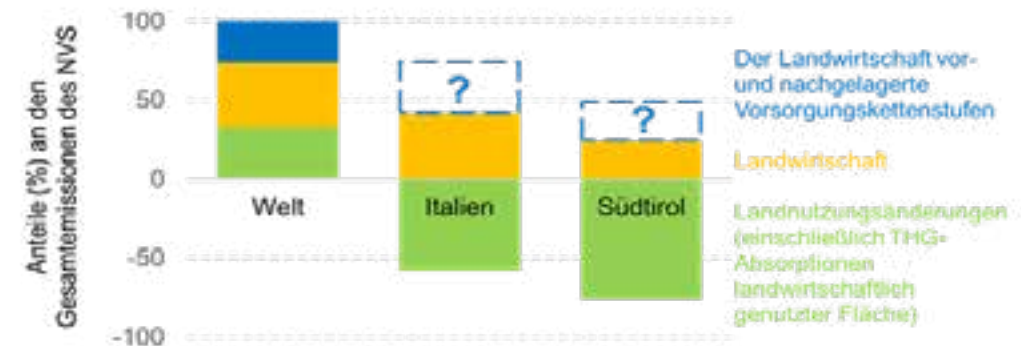 Anteile (%) an den
Gesamtemissionen des NVS
100
50
0
-50
-100
?
?
Welt
Italien
Südtirol
Der Landwirtschaft vor-
und nachgelagerte
Vorsorgungskettenstufen
Landwirtschaft
Landnutzungsänderungen
(einschließlich THG-
Absorptionen
landwirtschaftlich
genutzter Fläche)